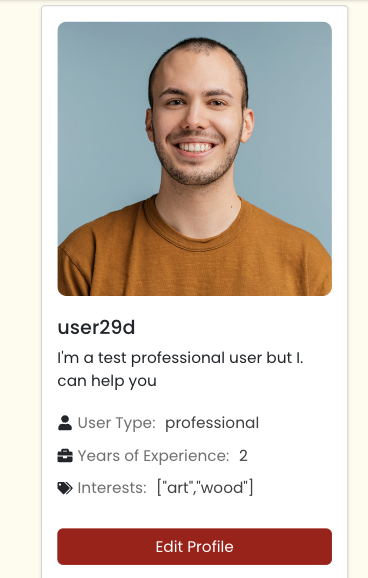 user29d
I'm a test professional user but I.
can help you
User Type: professional
Years of Experience: 2
Interests: ["art","wood"]
Edit Profile